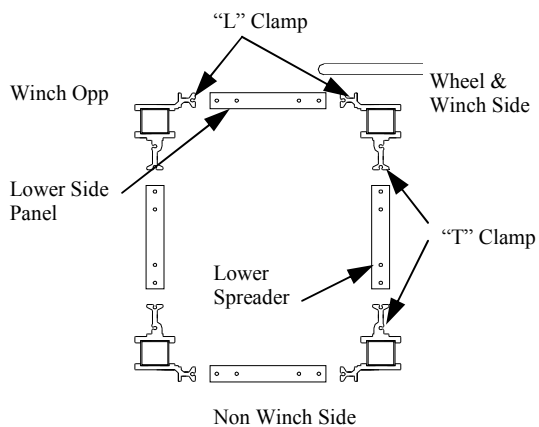 “L” Clamp
Winch Opp
Wheel &
Winch Side
Lower Side
Panel
“T” Clamp
Lower
Spreader
Non Winch Side